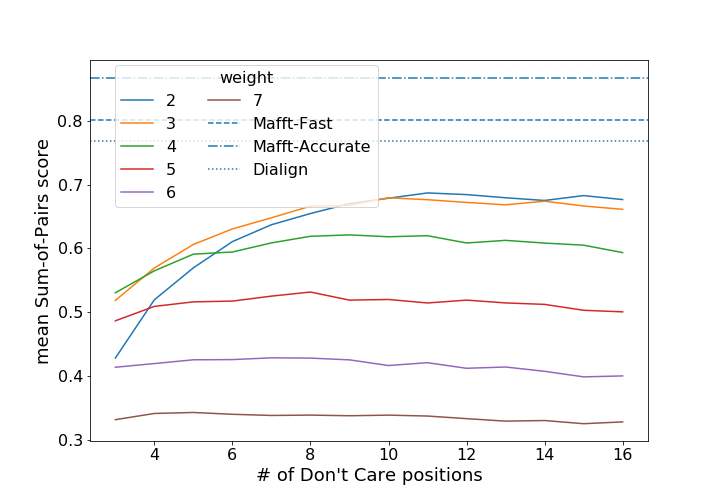 weight
2
3
4
5
6
7
Mafft-Fast
Mafft-Accurate
Dialign
mean Sum-of-Pairs score
0.8
0.7
0.6
0.5
0.4
0.3
4 6 8 10 12 14 16
# of Don't Care positions